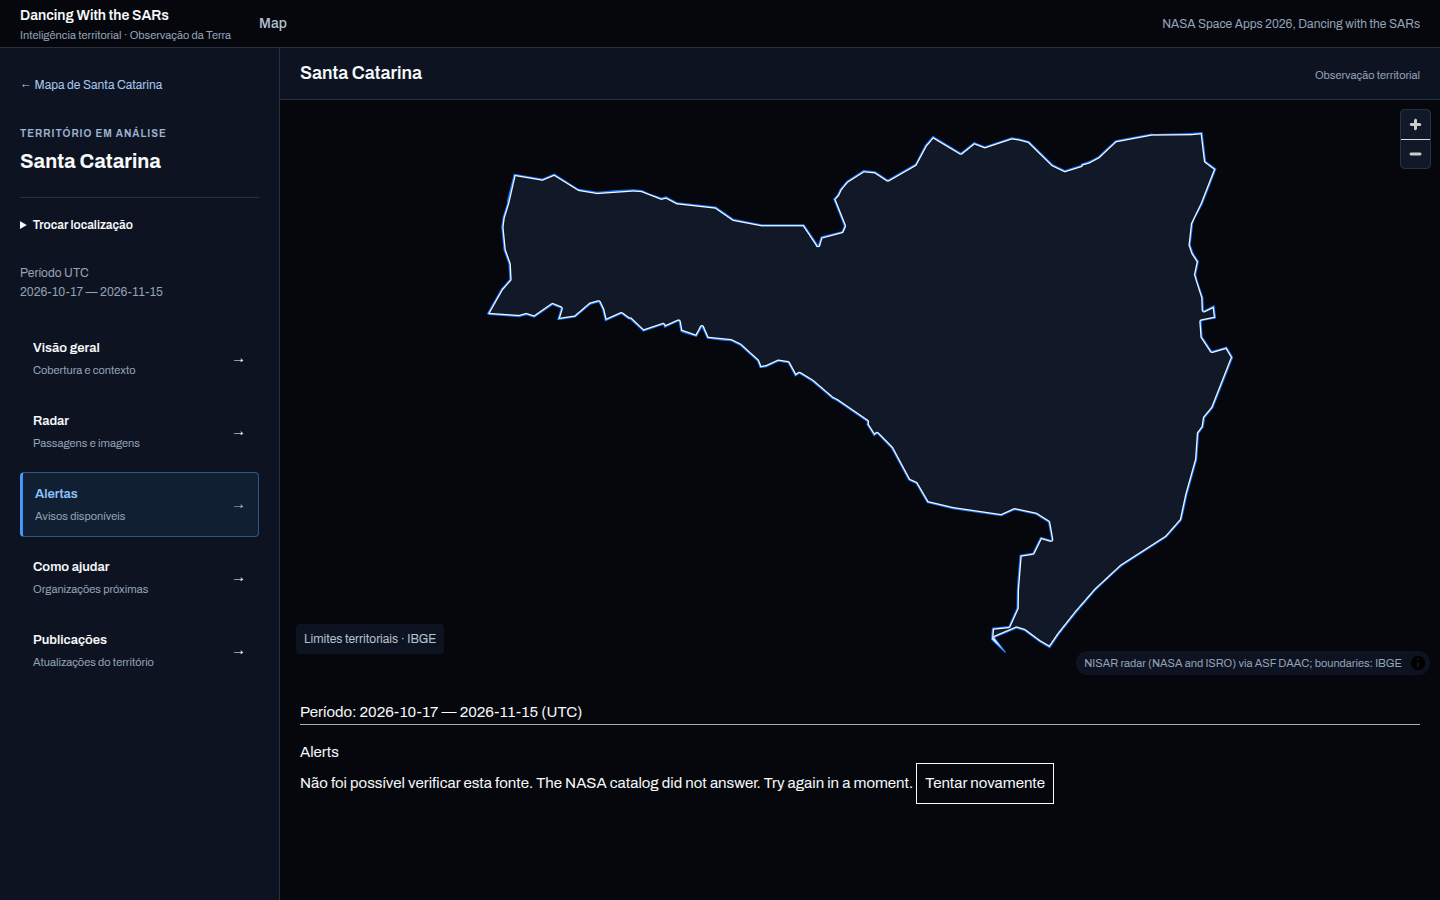 Dancing With the SARs
Inteligência territorial · Observação da Terra
Map
NASA Space Apps 2026, Dancing with the SARs
← Mapa de Santa Catarina
TERRITÓRIO EM ANÁLISE
Santa Catarina
Trocar localização
Período UTC
2026-10-17 — 2026-11-15
Visão geral
Cobertura e contexto
→
Radar
Passagens e imagens
→
Alertas
Avisos disponíveis
→
Como ajudar
Organizações próximas
→
Publicações
Atualizações do território
→
Santa Catarina
Observação territorial
Limites territoriais · IBGE
NISAR radar (NASA and ISRO) via ASF DAAC; boundaries: IBGE
Período: 2026-10-17 — 2026-11-15 (UTC)
Alerts
Não foi possível verificar esta fonte. The NASA catalog did not answer. Try again in a moment. Tentar novamente